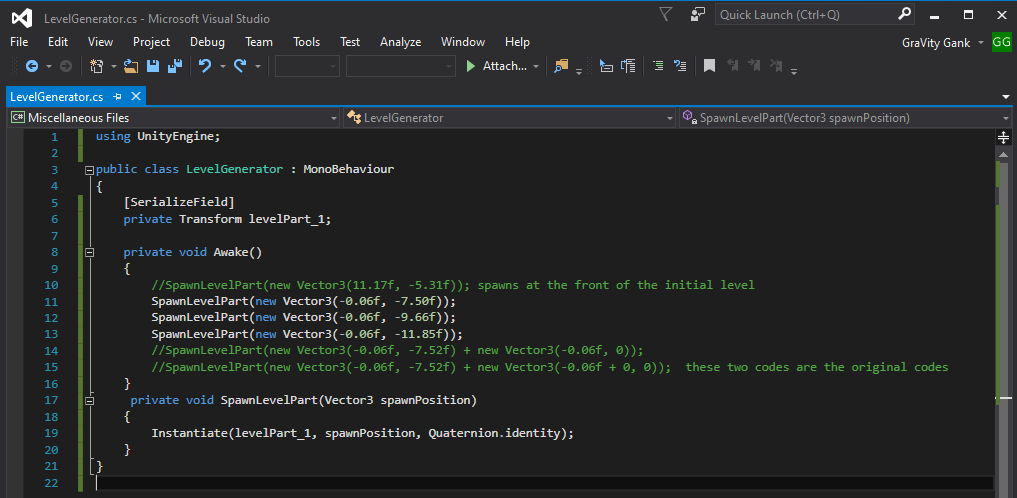 LevelGenerator.cs - Microsoft Visual Studio
Quick Launch (Ctrl+Q)
File Edit View Project Debug Team Tools Test Analyze Window Help
GraVity Gank GG
Attach...
LevelGenerator.cs
C# Miscellaneous Files LevelGenerator SpawnLevelPart(Vector3 spawnPosition)
1 using UnityEngine;
2
3 public class LevelGenerator : MonoBehaviour
4 {
5 [SerializeField]
6 private Transform levelPart_1;
7
8 private void Awake()
9 {
10 //SpawnLevelPart(new Vector3(11.17f, -5.31f)); spawns at the front of the initial level
11 SpawnLevelPart(new Vector3(-0.06f, -7.50f));
12 SpawnLevelPart(new Vector3(-0.06f, -9.66f));
13 SpawnLevelPart(new Vector3(-0.06f, -11.85f));
14 //SpawnLevelPart(new Vector3(-0.06f, -7.52f) + new Vector3(-0.06f, 0));
15 //SpawnLevelPart(new Vector3(-0.06f, -7.52f) + new Vector3(-0.06f + 0, 0)); these two codes are the original codes
16 }
17 private void SpawnLevelPart(Vector3 spawnPosition)
18 {
19 Instantiate(levelPart_1, spawnPosition, Quaternion.identity);
20 }
21 }
22